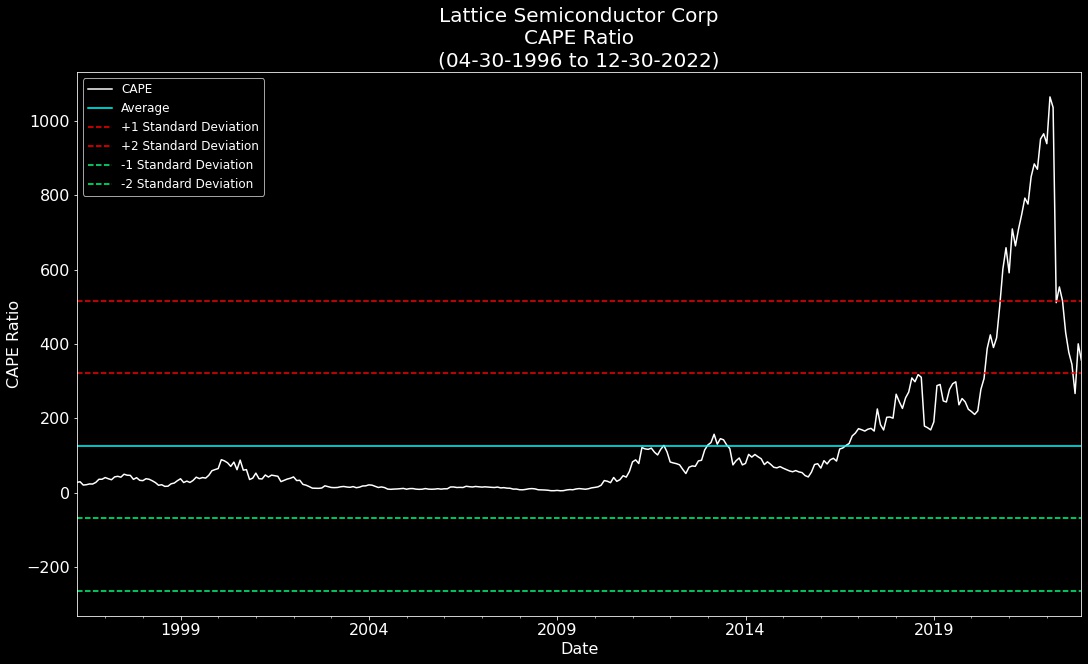 Lattice Semiconductor Corp
CAPE Ratio
(04-30-1996 to 12-30-2022)
CAPE
Average
+1 Standard Deviation
+2 Standard Deviation
-1 Standard Deviation
-2 Standard Deviation
1000
800
600
400
200
0
−200
CAPE Ratio
1999
2004
2009
2014
2019
Date